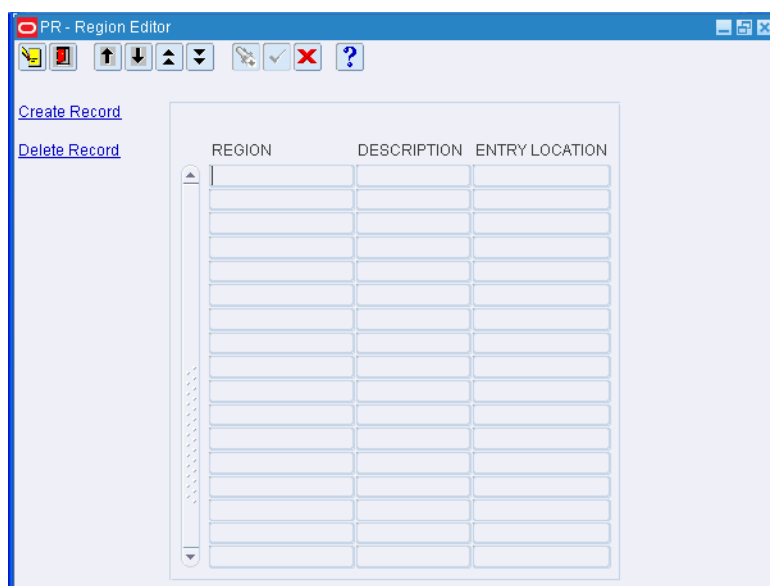 PR - Region Editor
?
Create Record
Delete Record
REGION DESCRIPTION ENTRY LOCATION